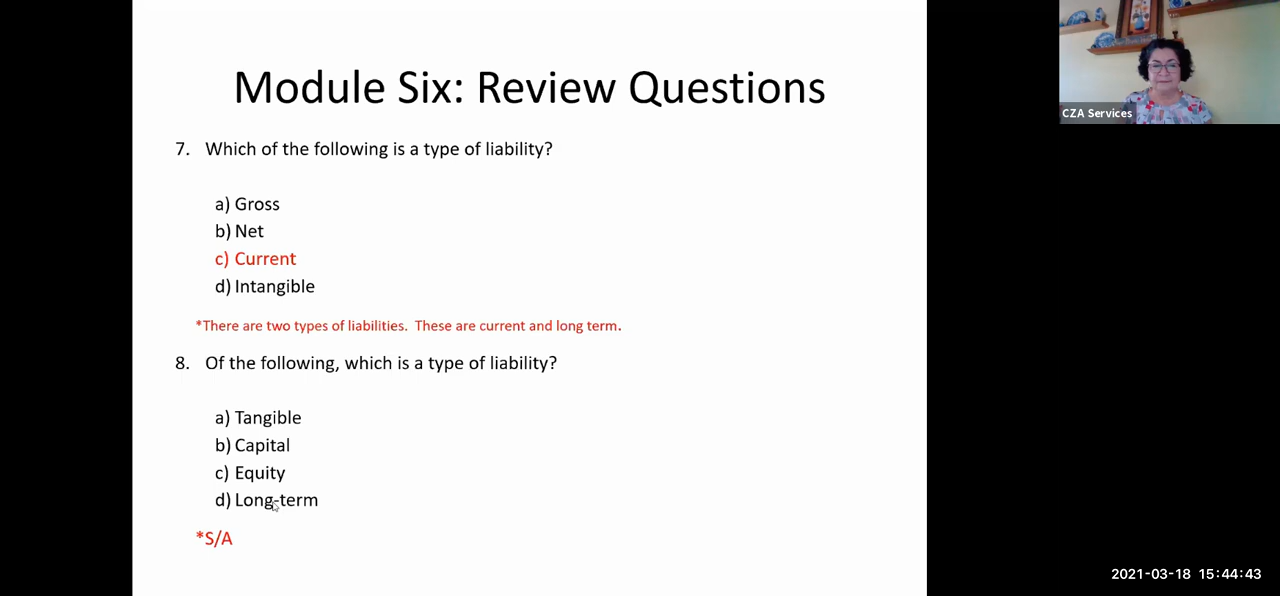 Module Six: Review Questions
CZA Services
7. Which of the following is a type of liability?
a) Gross
b) Net
c) Current
d) Intangible
*There are two types of liabilities. These are current and long term.
8. Of the following, which is a type of liability?
a) Tangible
b) Capital
c) Equity
d) Long-term
*S/A
2021-03-18 15:44:43